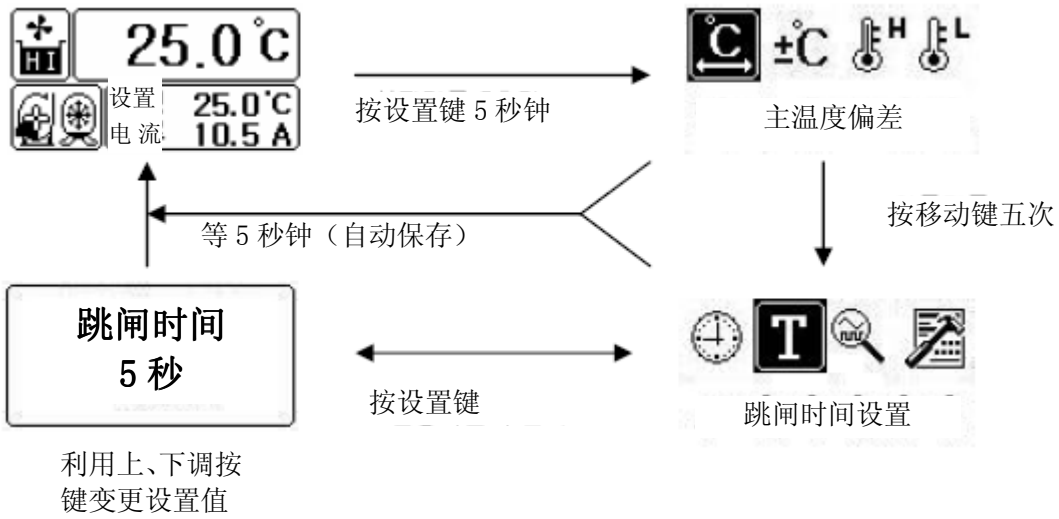 HI
25.0℃
设置 25.0℃
电流 10.5 A
按设置键 5 秒钟
℃ ±℃ H L
主温度偏差
按移动键五次
等 5 秒钟（自动保存）
跳闸时间
5 秒
按设置键
T
跳闸时间设置
利用上、下调按
键变更设置值